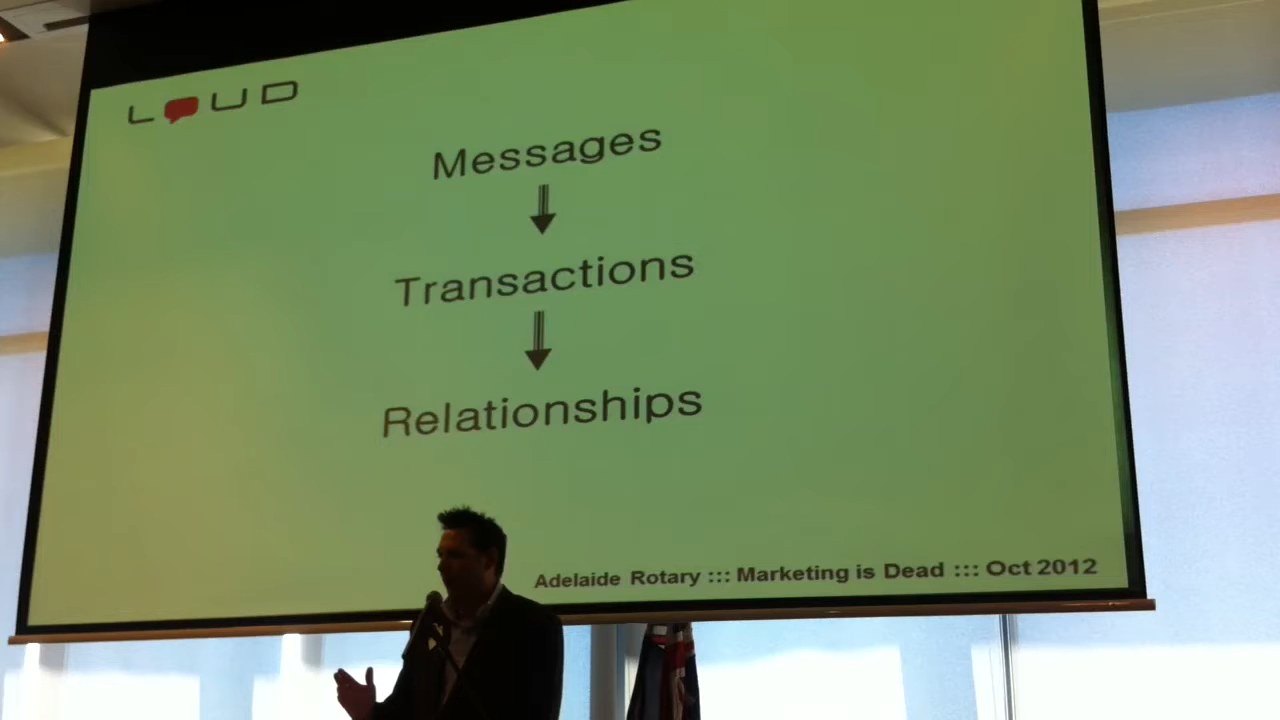 LOUD
Messages
Transactions
Relationships
Adelaide Rotary ::: Marketing is Dead ::: Oct 2012